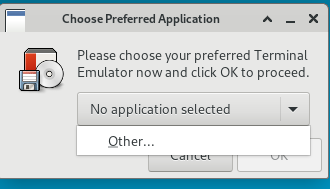 Choose Preferred Application
Please choose your preferred Terminal
Emulator now and click OK to proceed.
No application selected
Other...
Cancel
OK